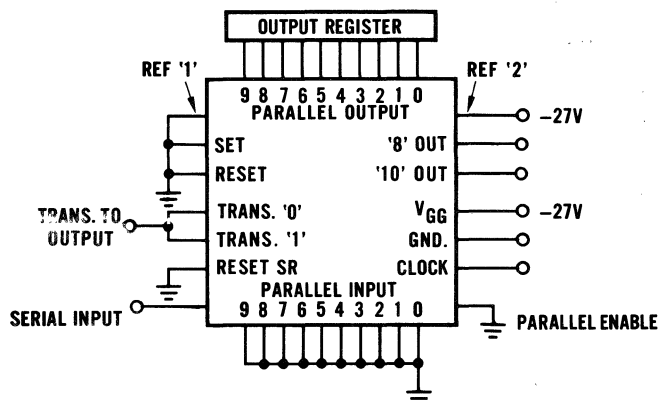 OUTPUT REGISTER
REF '1'
REF '2'
9 8 7 6 5 4 3 2 1 0
PARALLEL OUTPUT
-27V
SET
'8' OUT
RESET
'10' OUT
TRANS. TO
OUTPUT
TRANS. '0'
VGG
-27V
TRANS. '1'
GND.
RESET SR
CLOCK
PARALLEL INPUT
SERIAL INPUT
9 8 7 6 5 4 3 2 1 0
PARALLEL ENABLE